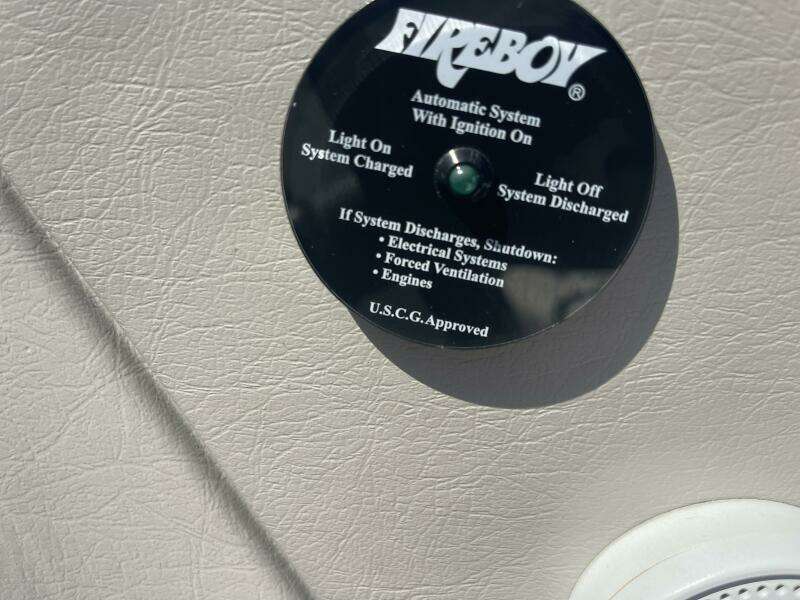 FIREBOY®
Automatic System
With Ignition On
Light On
System Charged
Light Off
System Discharged
If System Discharges, Shutdown:
• Electrical Systems
• Forced Ventilation
• Engines
U.S.C.G. Approved